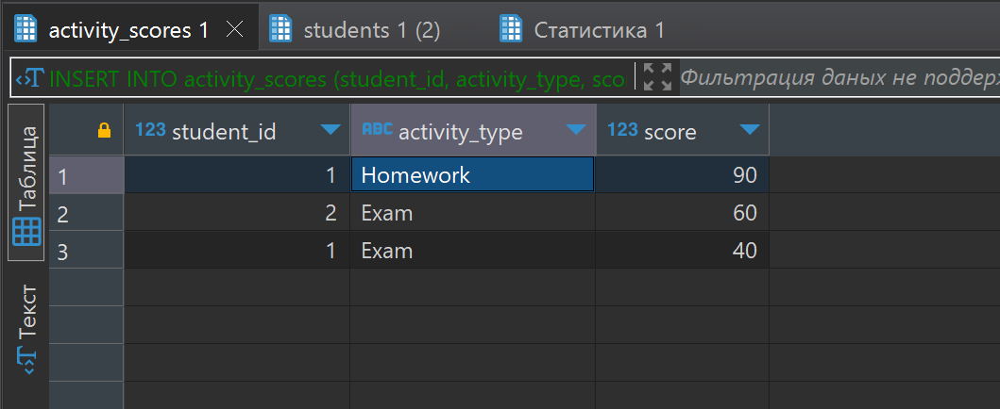 activity_scores 1 students 1 (2) Статистика 1
INSERT INTO activity_scores (student_id, activity_type, sco Фильтрация даных не поддерж
Таблица
Текст
123 student_id ABC activity_type 123 score
1 1 Homework 90
2 2 Exam 60
3 1 Exam 40